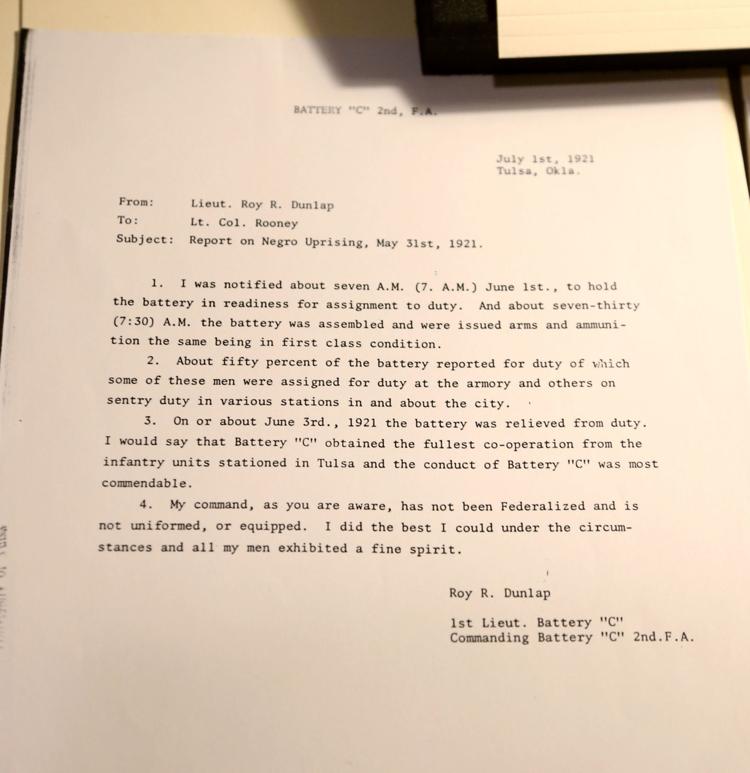 BATTERY "C" 2nd, F.A.
July 1st, 1921
Tulsa, Okla.
From: Lieut. Roy R. Dunlap
To: Lt. Col. Rooney
Subject: Report on Negro Uprising, May 31st, 1921.
1. I was notified about seven A.M. (7. A.M.) June 1st., to hold
the battery in readiness for assignment to duty. And about seven-thirty
(7:30) A.M. the battery was assembled and were issued arms and ammuni-
tion the same being in first class condition.
2. About fifty percent of the battery reported for duty of which
some of these men were assigned for duty at the armory and others on
sentry duty in various stations in and about the city.
3. On or about June 3rd., 1921 the battery was relieved from duty.
I would say that Battery "C" obtained the fullest co-operation from the
infantry units stationed in Tulsa and the conduct of Battery "C" was most
commendable.
4. My command, as you are aware, has not been Federalized and is
not uniformed, or equipped. I did the best I could under the circum-
stances and all my men exhibited a fine spirit.
Roy R. Dunlap
1st Lieut. Battery "C"
Commanding Battery "C" 2nd.F.A.